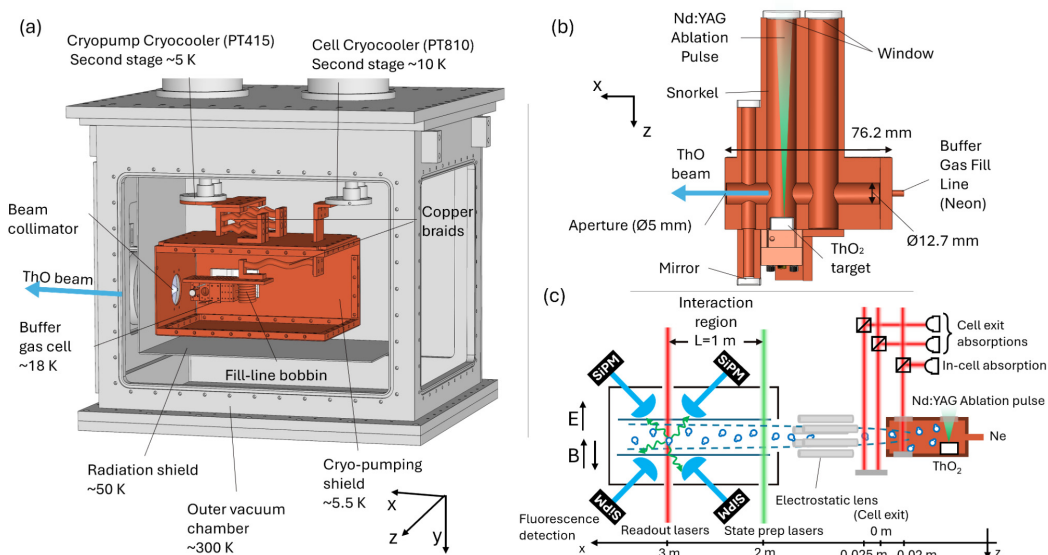 (a)
Cryopump Cryocooler (PT415)
Second stage ~5 K
Cell Cryocooler (PT810)
Second stage ~10 K
Beam
collimator
Copper
braids
ThO beam
Buffer
gas cell
~18 K
Fill-line bobbin
Radiation shield
~50 K
Outer vacuum
chamber
~300 K
Cryo-pumping
shield
~5.5 K
x
z
y
(b)
Nd:YAG
Ablation
Pulse
Window
Snorkel
x
z
76.2 mm
ThO
beam
Buffer
Gas Fill
Line
(Neon)
Aperture (Ø5 mm)
Ø12.7 mm
ThO₂
target
Mirror
(c)
Interaction
region
L=1 m
Cell exit
absorptions
In-cell absorption
SiPM
SiPM
Nd:YAG Ablation pulse
E
B
Ne
ThO₂
SiPM
SiPM
Electrostatic lens
(Cell exit)
Fluorescence
detection
Readout lasers
State prep lasers
0 m
x
3 m
2 m
0.025 m
-0.02 m
z